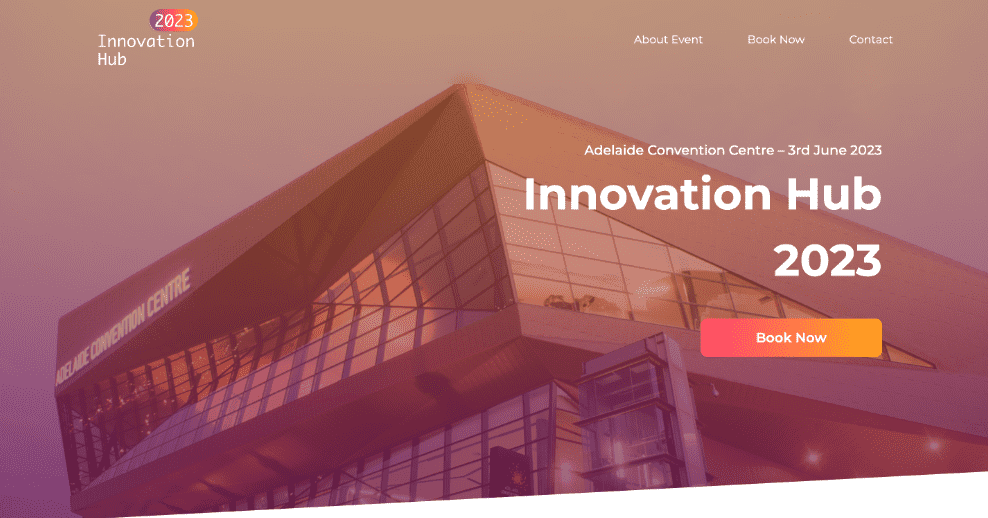 2023
Innovation
Hub
About Event
Book Now
Contact
Adelaide Convention Centre – 3rd June 2023
Innovation Hub
2023
Book Now
ADELAIDE CONVENTION CENTRE